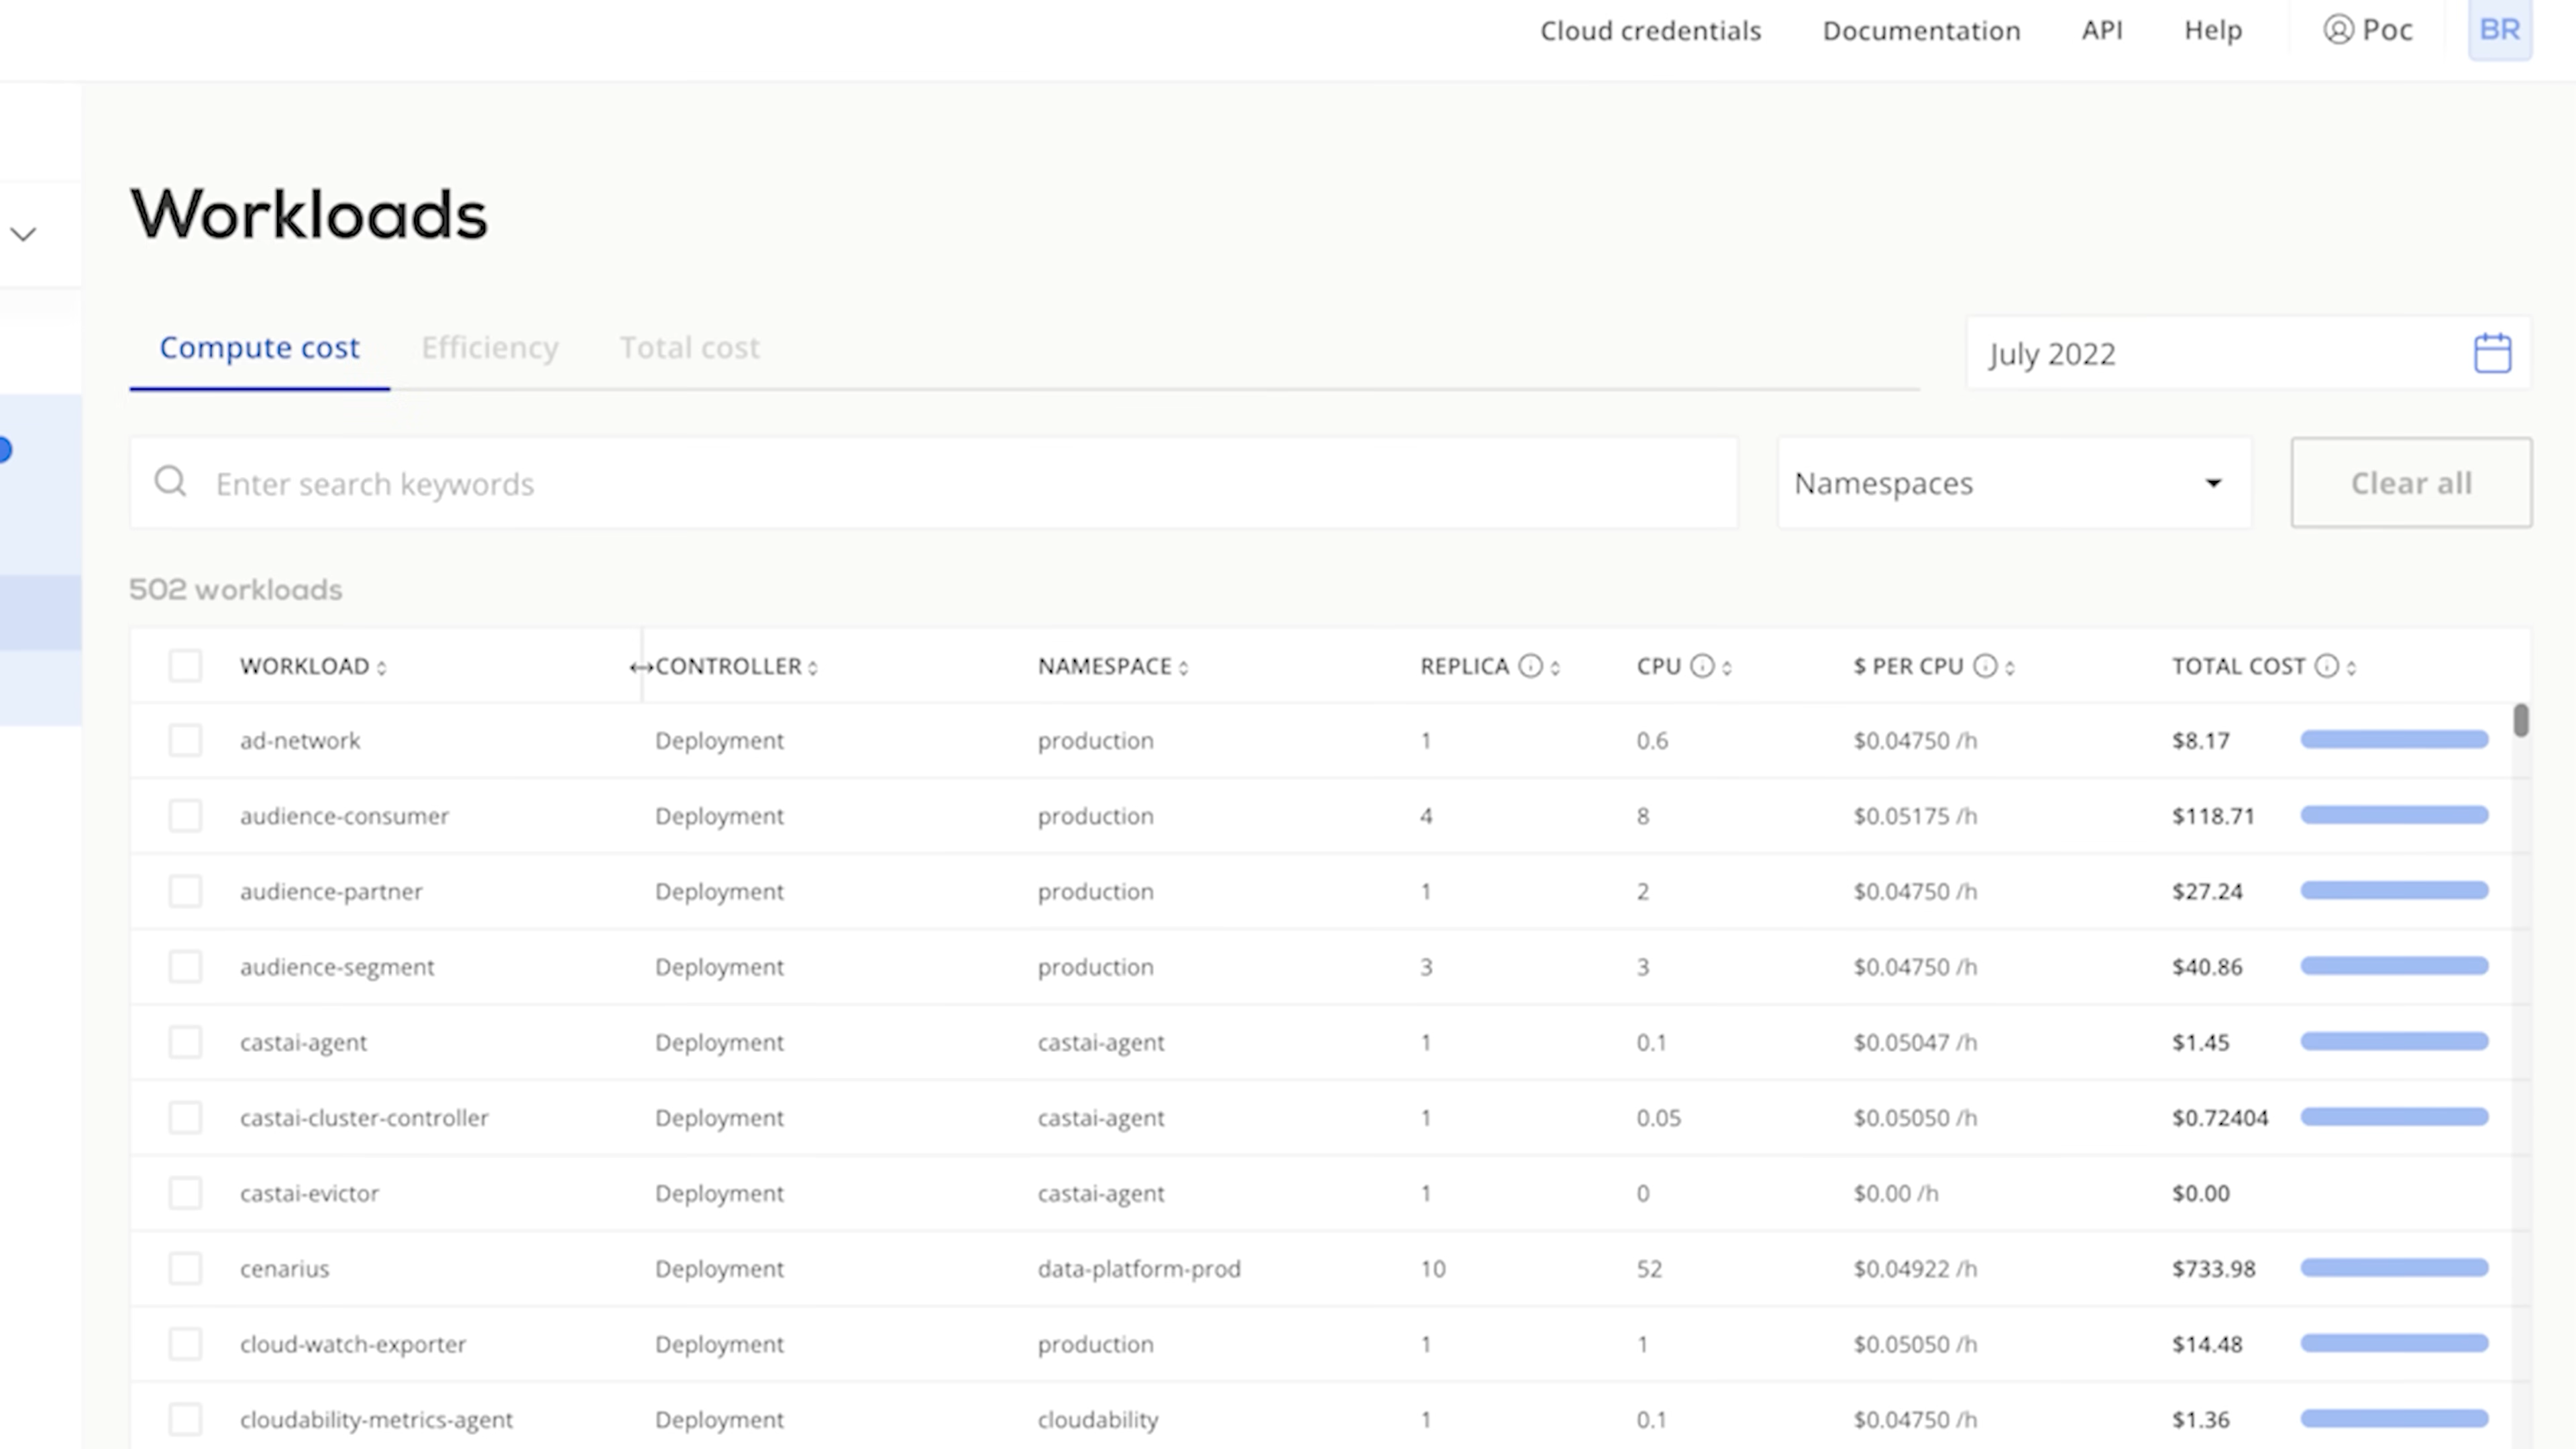 Cloud credentials Documentation API Help Poc BR
Workloads
Compute cost Efficiency Total cost July 2022
Enter search keywords Namespaces Clear all
502 workloads
WORKLOAD CONTROLLER NAMESPACE REPLICA CPU $ PER CPU TOTAL COST
ad-network Deployment production 1 0.6 $0.04750 /h $8.17
audience-consumer Deployment production 4 8 $0.05175 /h $118.71
audience-partner Deployment production 1 2 $0.04750 /h $27.24
audience-segment Deployment production 3 3 $0.04750 /h $40.86
castai-agent Deployment castai-agent 1 0.1 $0.05047 /h $1.45
castai-cluster-controller Deployment castai-agent 1 0.05 $0.05050 /h $0.72404
castai-evictor Deployment castai-agent 1 0 $0.00 /h $0.00
cenarius Deployment data-platform-prod 10 52 $0.04922 /h $733.98
cloud-watch-exporter Deployment production 1 1 $0.05050 /h $14.48
cloudability-metrics-agent Deployment cloudability 1 0.1 $0.04750 /h $1.36